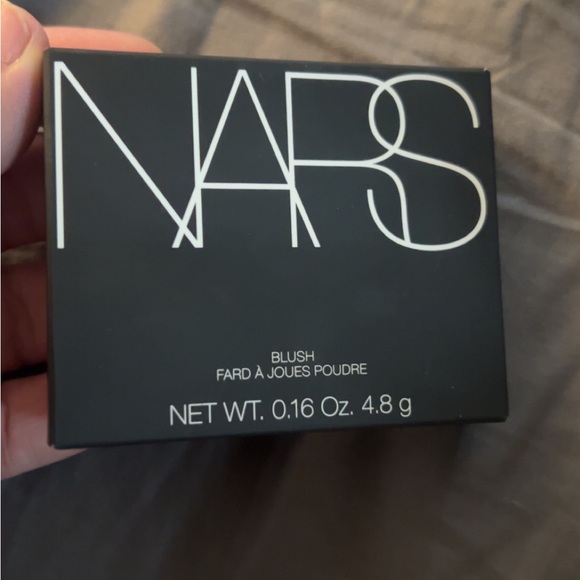 NARS
BLUSH
FARD À JOUES POUDRE
NET WT. 0.16 Oz. 4.8 g